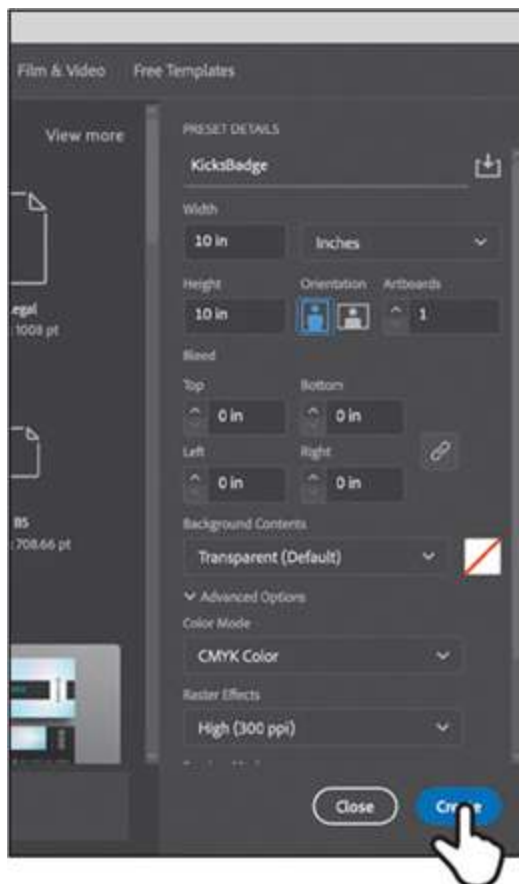 Film & Video Free Templates
View more
PRESET DETAILS
KicksBadge
Width
10 in Inches
Height Orientation Artboards
10 in 1
egal
1008 pt
Bleed
Top Bottom
0 in 0 in
Left Right
0 in 0 in
B5
708.66 pt
Background Contents
Transparent (Default)
Advanced Options
Color Mode
CMYK Color
Raster Effects
High (300 ppi)
Close